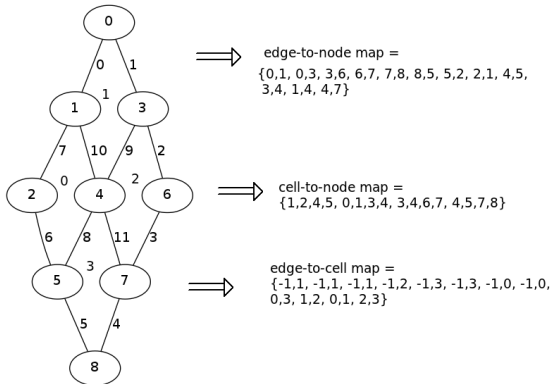 0
0 1
1
1 3
7 10 9 2
0 2
2 4 6
6 8 11 3
3
5 7
5 4
8
edge-to-node map =
{0,1, 0,3, 3,6, 6,7, 7,8, 8,5, 5,2, 2,1, 4,5,
3,4, 1,4, 4,7}
cell-to-node map =
{1,2,4,5, 0,1,3,4, 3,4,6,7, 4,5,7,8}
edge-to-cell map =
{-1,1, -1,1, -1,1, -1,2, -1,3, -1,3, -1,0, -1,0,
0,3, 1,2, 0,1, 2,3}